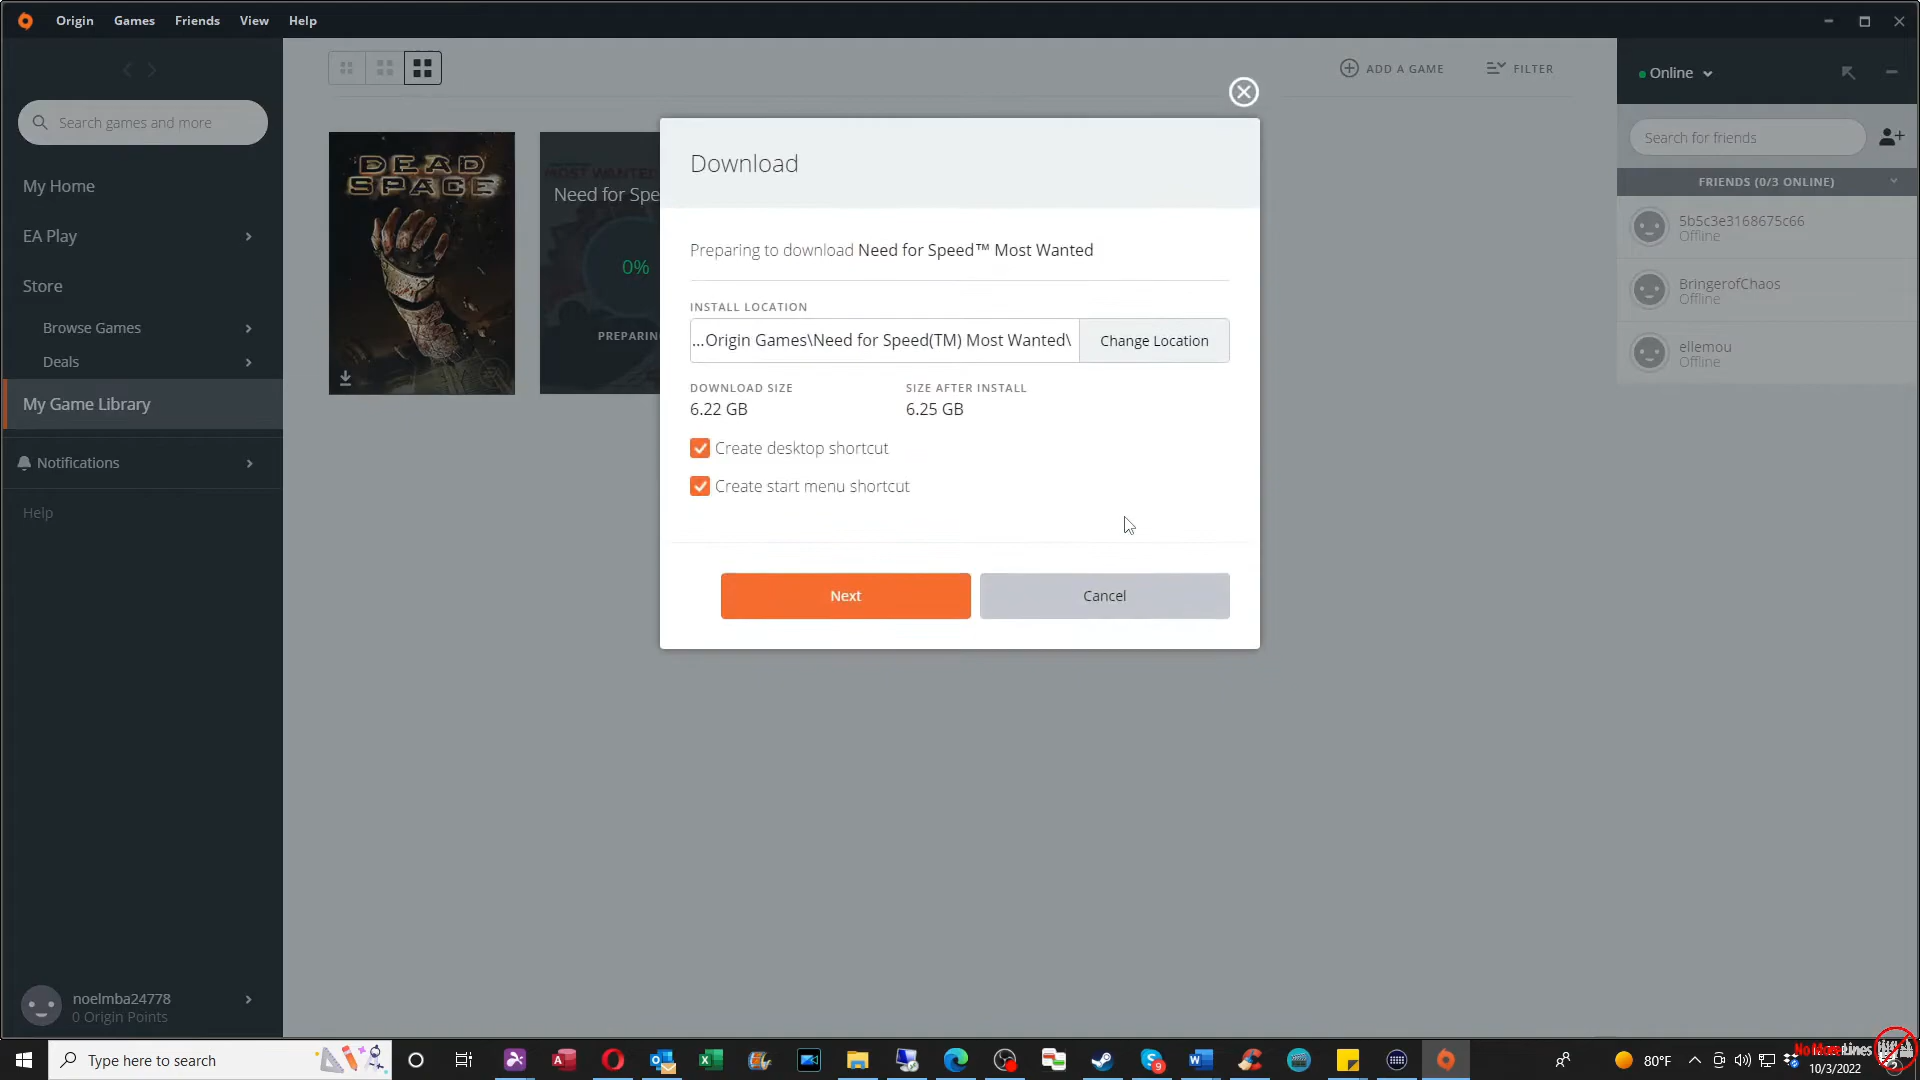 Origin Games Friends View Help
Search games and more
My Home
EA Play
Store
Browse Games
Deals
My Game Library
Notifications
Help
noelmba24778
0 Origin Points
ADD A GAME FILTER
DEAD
SPACE
MOST WANTED
Need for Spe
0%
PREPARIN
Download
Preparing to download Need for Speed™ Most Wanted
INSTALL LOCATION
...Origin Games\Need for Speed(TM) Most Wanted\ Change Location
DOWNLOAD SIZE SIZE AFTER INSTALL
6.22 GB 6.25 GB
Create desktop shortcut
Create start menu shortcut
Next Cancel
Online
Search for friends
FRIENDS (0/3 ONLINE)
5b5c3e3168675c66
Offline
BringerofChaos
Offline
ellemou
Offline
Type here to search
9
80°F
10/3/2022
2